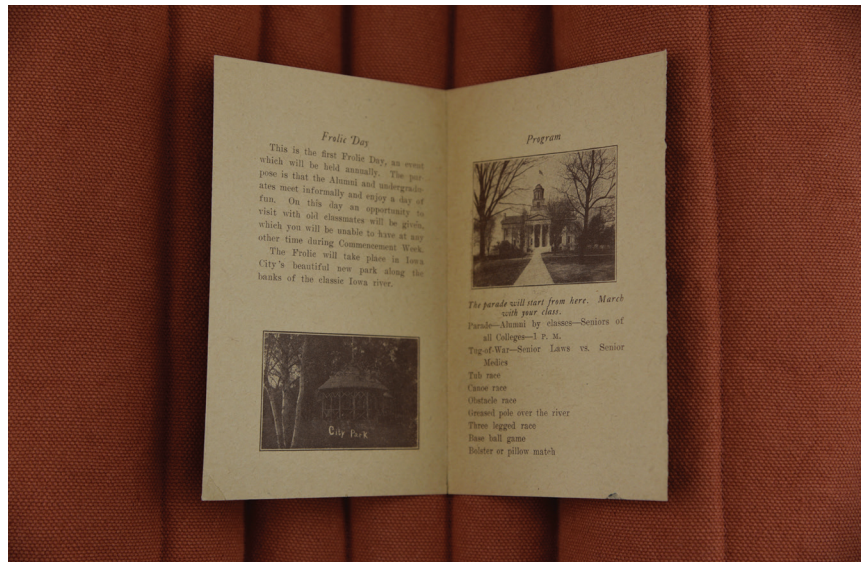 Frolic Day
This is the first Frolic Day, an event
which will be held annually. The pur-
pose is that the Alumni and undergradu-
ates meet informally and enjoy a day of
fun. On this day an opportunity to
visit with old classmates will be given,
which you will be unable to have at any
other time during Commencement Week.
The Frolic will take place in Iowa
City's beautiful new park along the
banks of the classic Iowa river.
City Park
Program
The parade will start from here. March
with your class.
Parade—Alumni by classes—Seniors of
all Colleges—1 P. M.
Tug-of-War—Senior Laws vs. Senior
Medics
Tub race
Canoe race
Obstacle race
Greased pole over the river
Three legged race
Base ball game
Bolster or pillow match